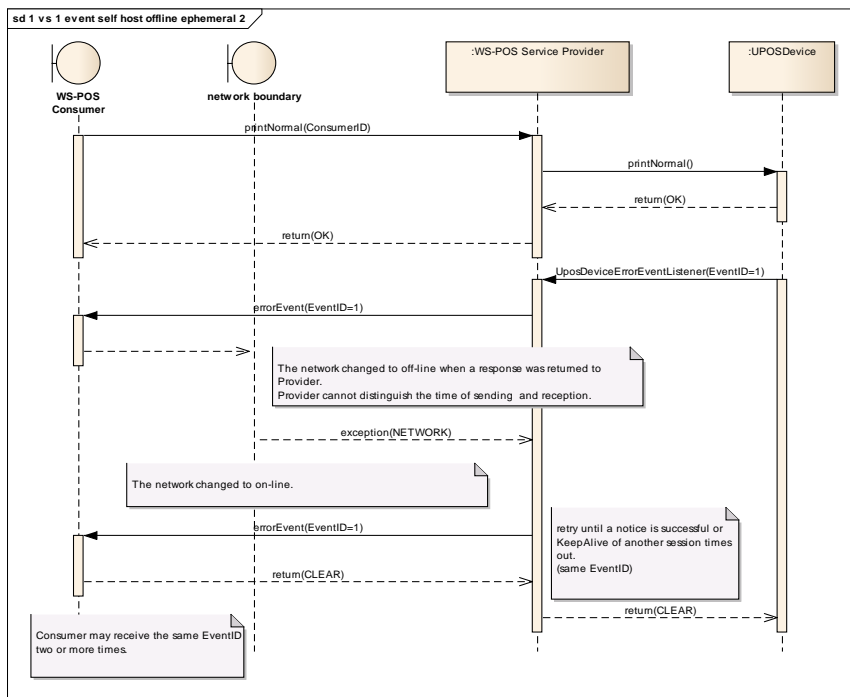 sd 1 vs 1 event self host offline ephemeral 2
:WS-POS Service Provider
:UPOSDevice
WS-POS
Consumer
network boundary
printNormal(ConsumerID)
printNormal()
return(OK)
return(OK)
UposDeviceErrorEventListener(EventID=1)
errorEvent(EventID=1)
The network changed to off-line when a response was returned to
Provider.
Provider cannot distinguish the time of sending and reception.
exception(NETWORK)
The network changed to on-line.
errorEvent(EventID=1)
retry until a notice is successful or
KeepAlive of another session times
out.
(same EventID)
return(CLEAR)
return(CLEAR)
Consumer may receive the same EventID
two or more times.